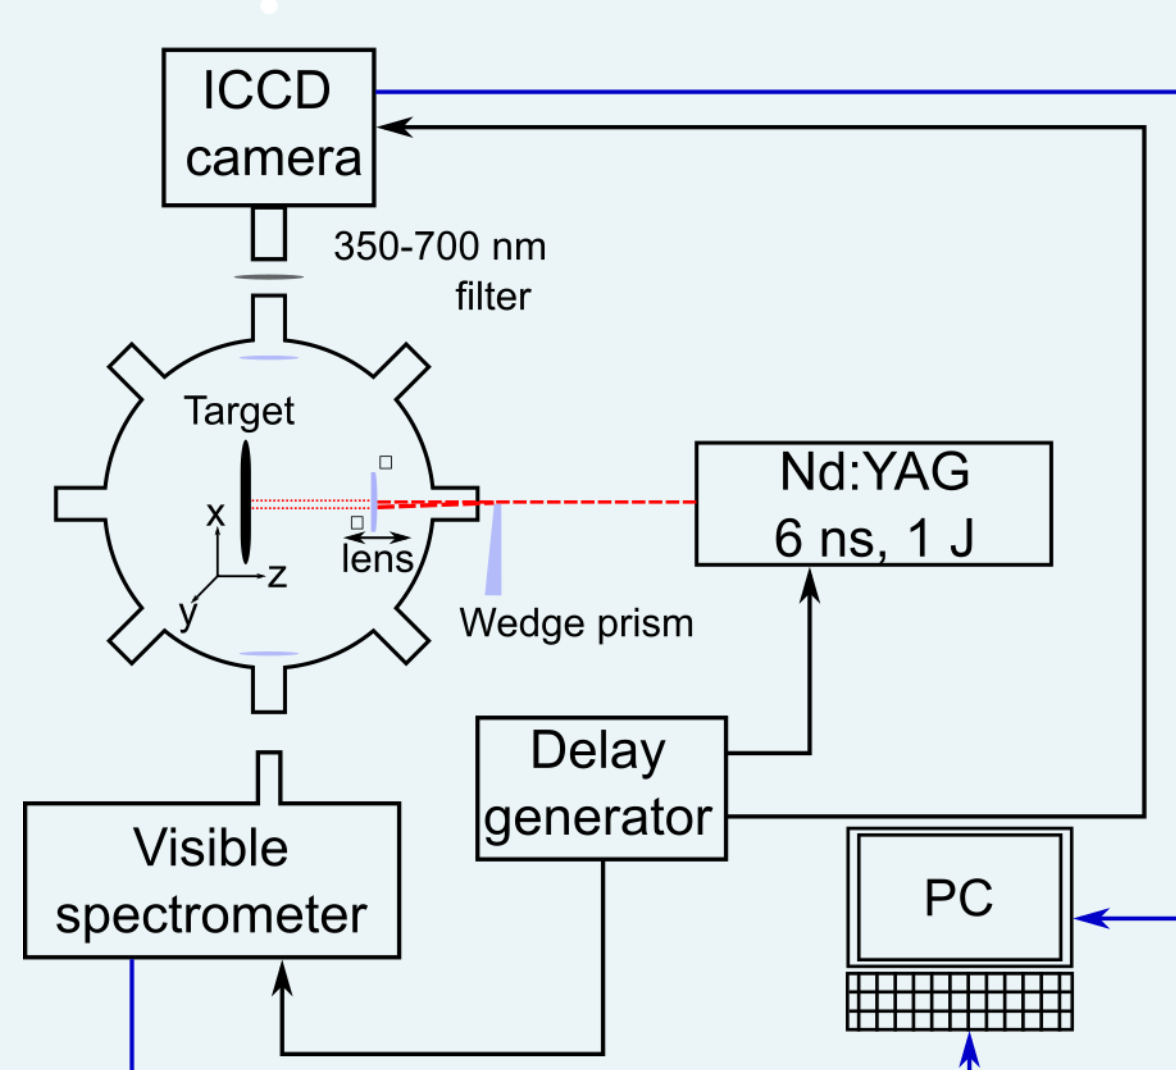 ICCD
camera
350-700 nm
filter
Target
x
z
y
lens
Nd:YAG
6 ns, 1 J
Wedge prism
Delay
generator
Visible
spectrometer
PC